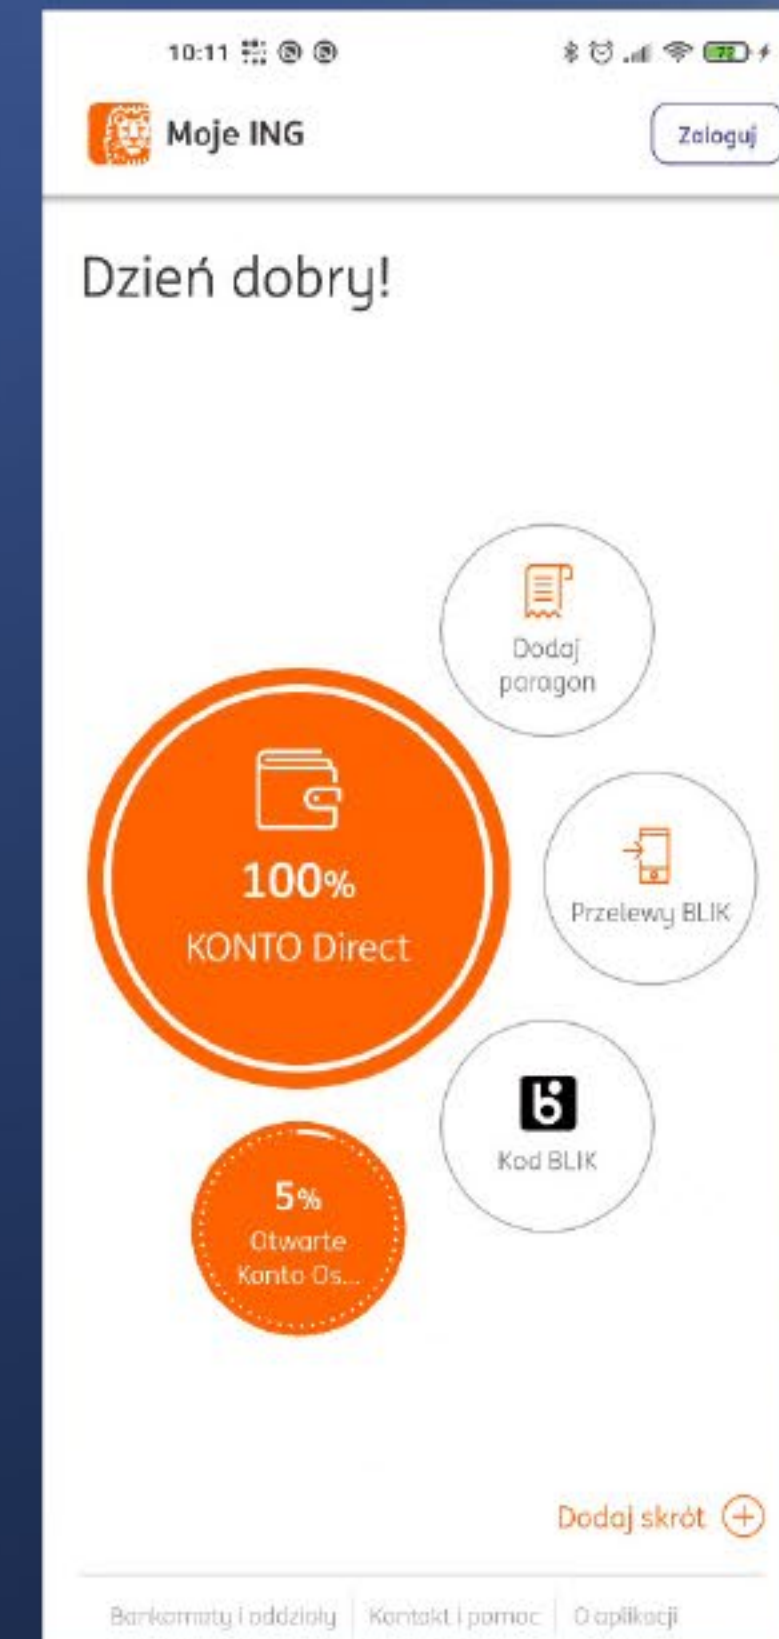 10:11
72
Moje ING
Zaloguj
Dzień dobry!
Dodaj
paragon
100%
KONTO Direct
Przelewy BLIK
Kod BLIK
5%
Otwarte
Konto Os...
Dodaj skrót
Bankomaty i oddziały
Kontakt i pomoc
O aplikacji